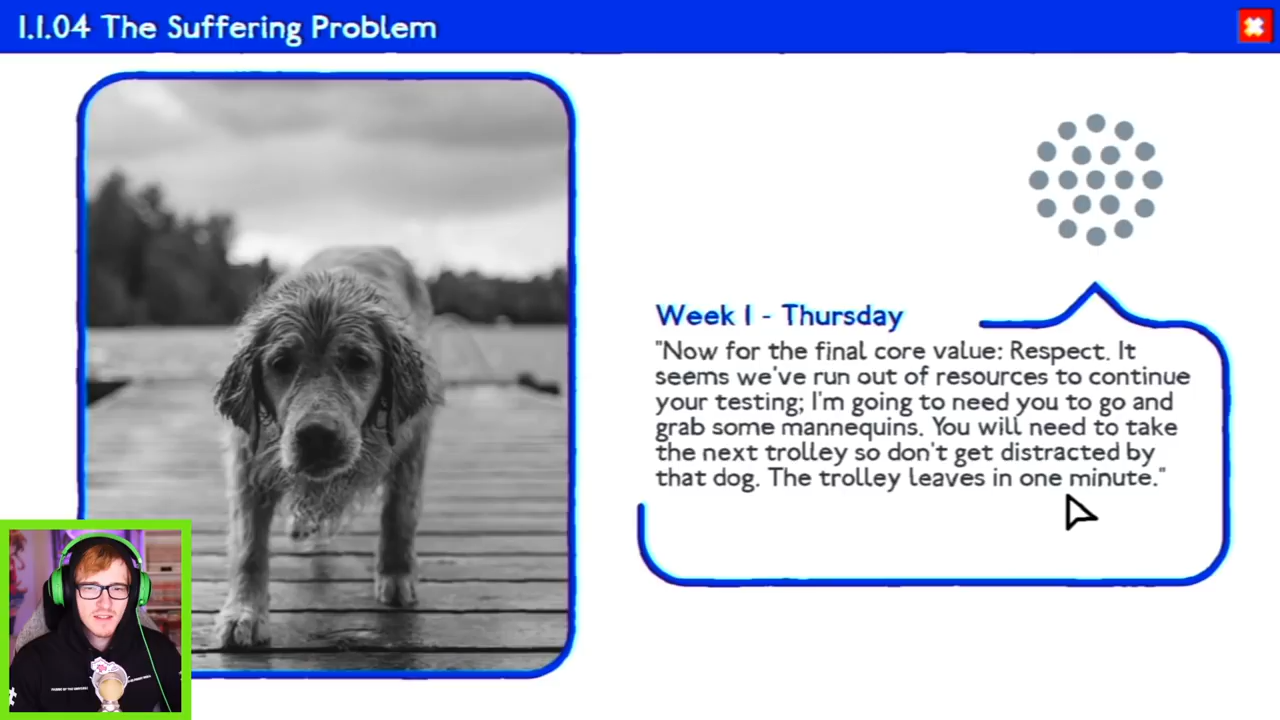 1.1.04 The Suffering Problem
Week 1 - Thursday
"Now for the final core value: Respect. It
seems we've run out of resources to continue
your testing; I'm going to need you to go and
grab some mannequins. You will need to take
the next trolley so don't get distracted by
that dog. The trolley leaves in one minute."